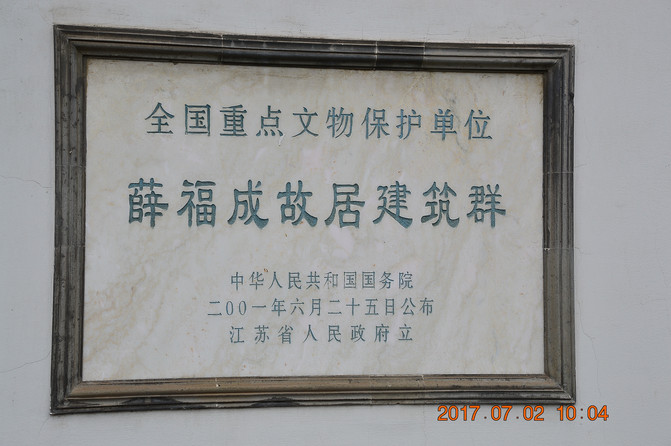 全国重点文物保护单位
薛福成故居建筑群
中华人民共和国国务院
二〇〇一年六月二十五日公布
江苏省人民政府立
2017.07.02 10:04